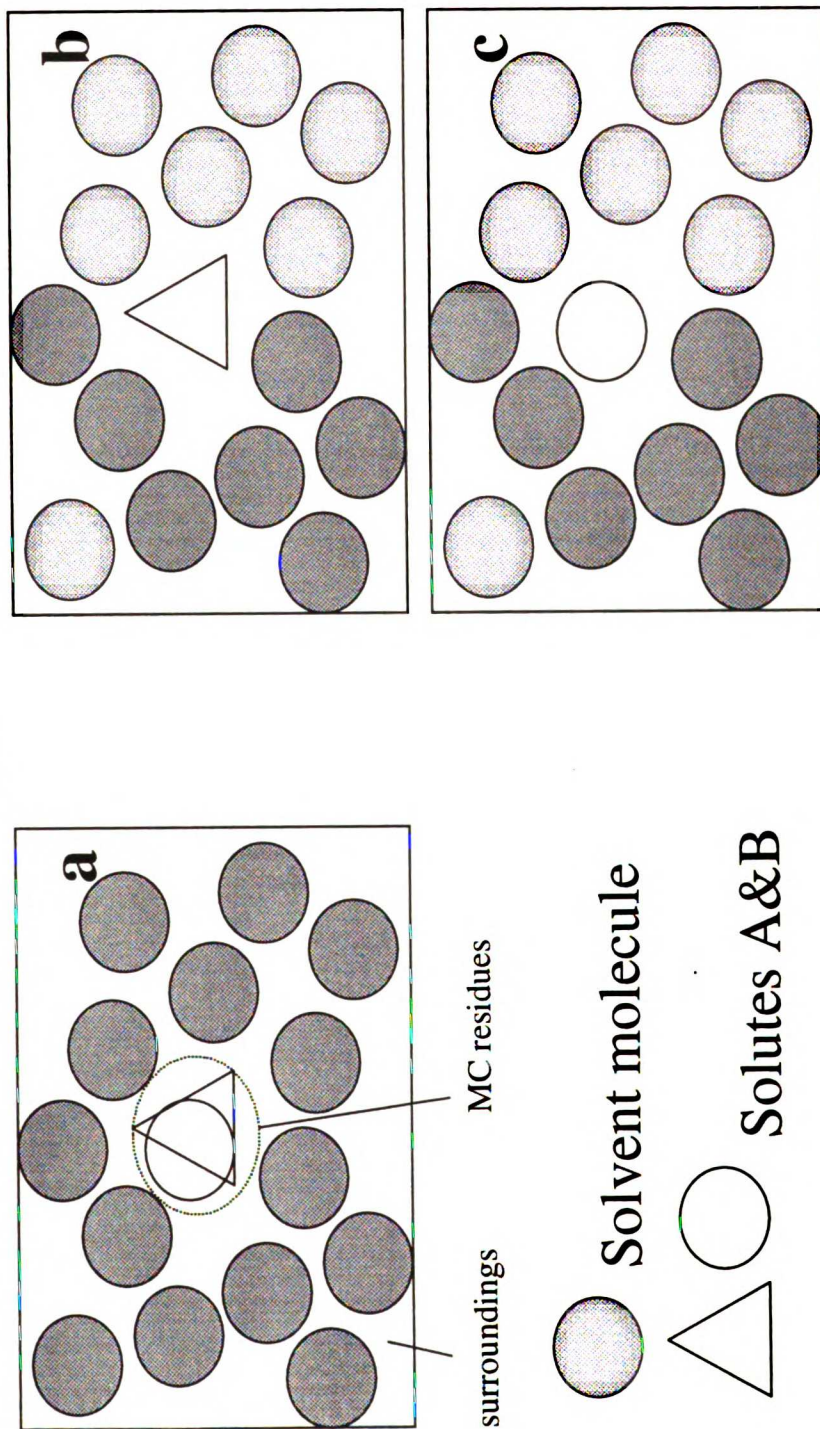 a
b
c
MC residues
surroundings
Solvent molecule
Solutes A&B